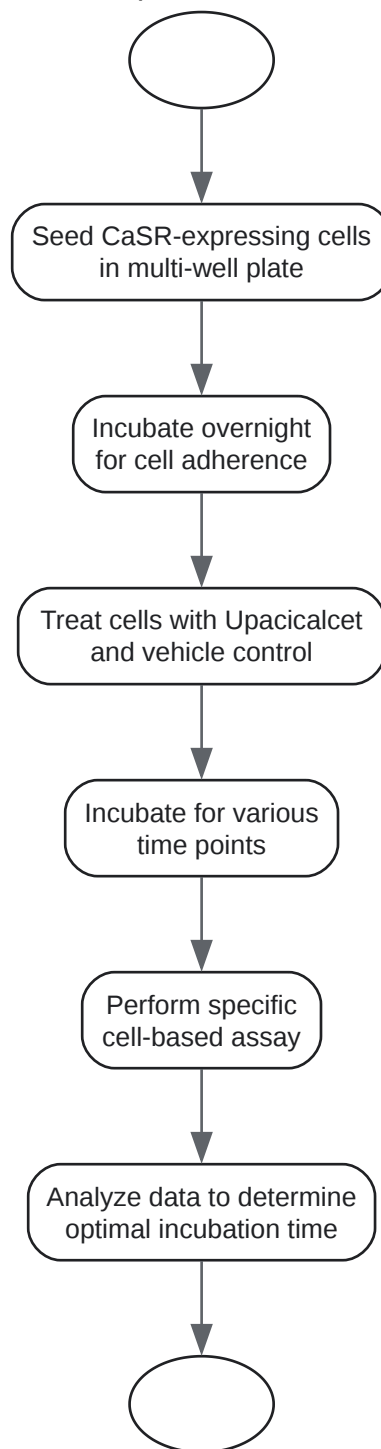 Seed CaSR-expressing cells
in multi-well plate
Incubate overnight
for cell adherence
Treat cells with Upacicalcet
and vehicle control
Incubate for various
time points
Perform specific
cell-based assay
Analyze data to determine
optimal incubation time